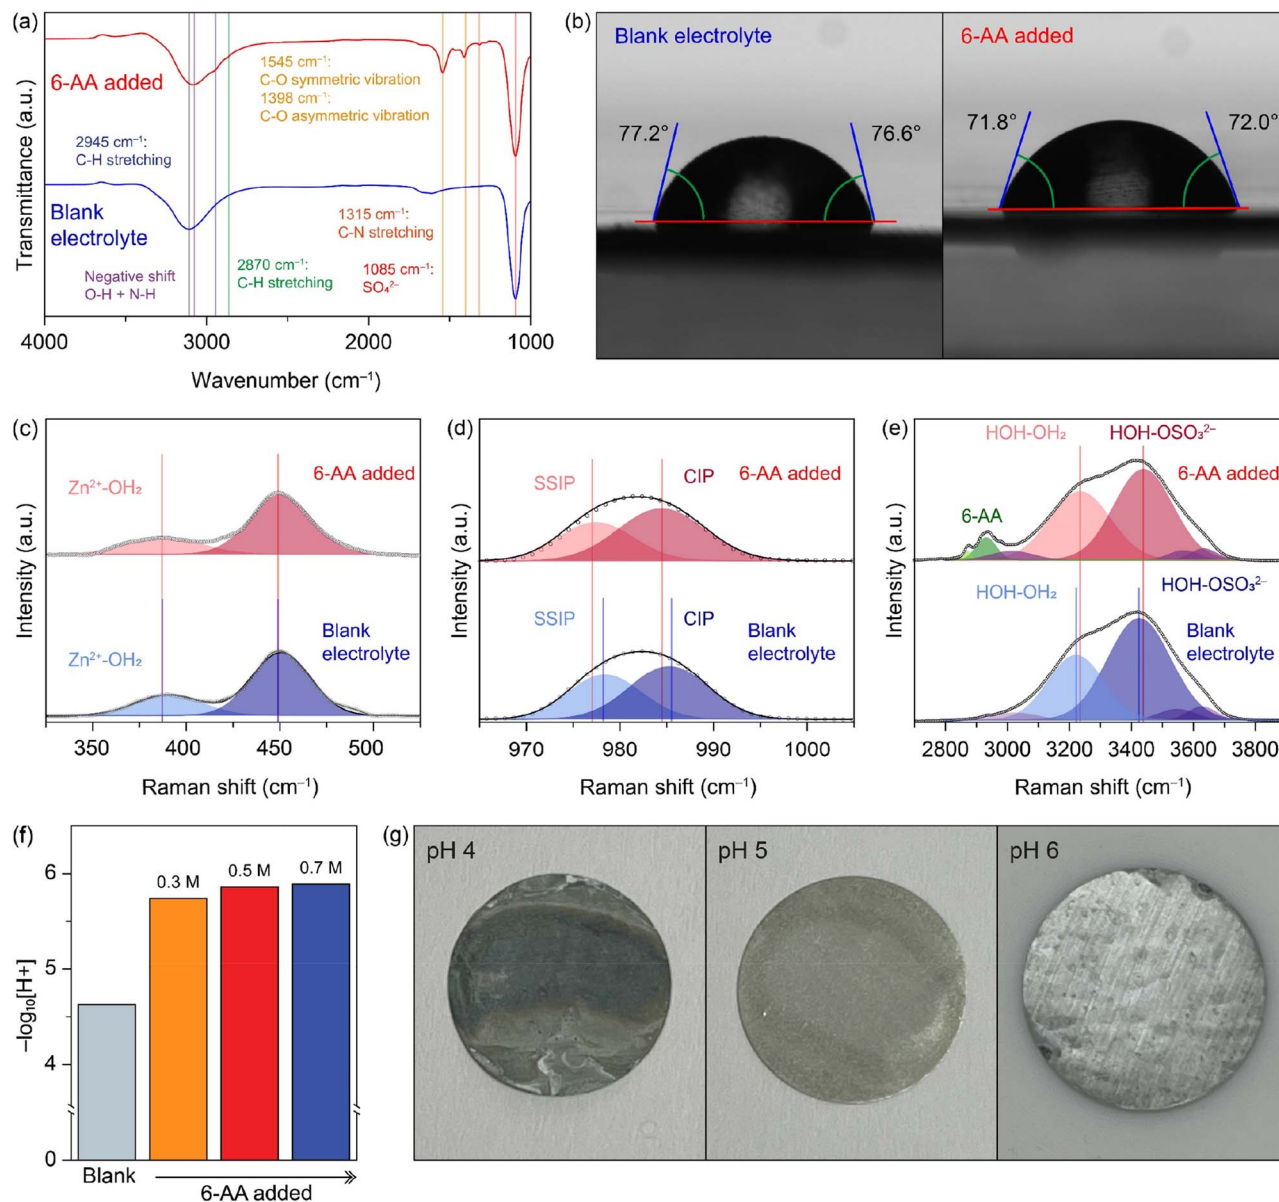 (a)
Transmittance (a.u.)
6-AA added
1545 cm⁻¹:
C-O symmetric vibration
1398 cm⁻¹:
C-O asymmetric vibration
2945 cm⁻¹:
C-H stretching
Blank
electrolyte
1315 cm⁻¹:
C-N stretching
Negative shift
O-H + N-H
2870 cm⁻¹:
C-H stretching
1085 cm⁻¹:
SO₄²⁻
4000 3000 2000 1000
Wavenumber (cm⁻¹)
(b)
Blank electrolyte
77.2° 76.6°
6-AA added
71.8° 72.0°
(c)
Intensity (a.u.)
Zn²⁺-OH₂
6-AA added
Zn²⁺-OH₂
Blank
electrolyte
350 400 450 500
Raman shift (cm⁻¹)
(d)
Intensity (a.u.)
SSIP CIP 6-AA added
SSIP CIP Blank
electrolyte
970 980 990 1000
Raman shift (cm⁻¹)
(e)
Intensity (a.u.)
HOH-OH₂ HOH-OSO₃²⁻
6-AA added
6-AA
HOH-OH₂ HOH-OSO₃²⁻
Blank
electrolyte
2800 3000 3200 3400 3600 3800
Raman shift (cm⁻¹)
(f)
–log₁₀[H+]
6
5
4
0
0.3 M 0.5 M 0.7 M
Blank
6-AA added
(g)
pH 4
pH 5
pH 6